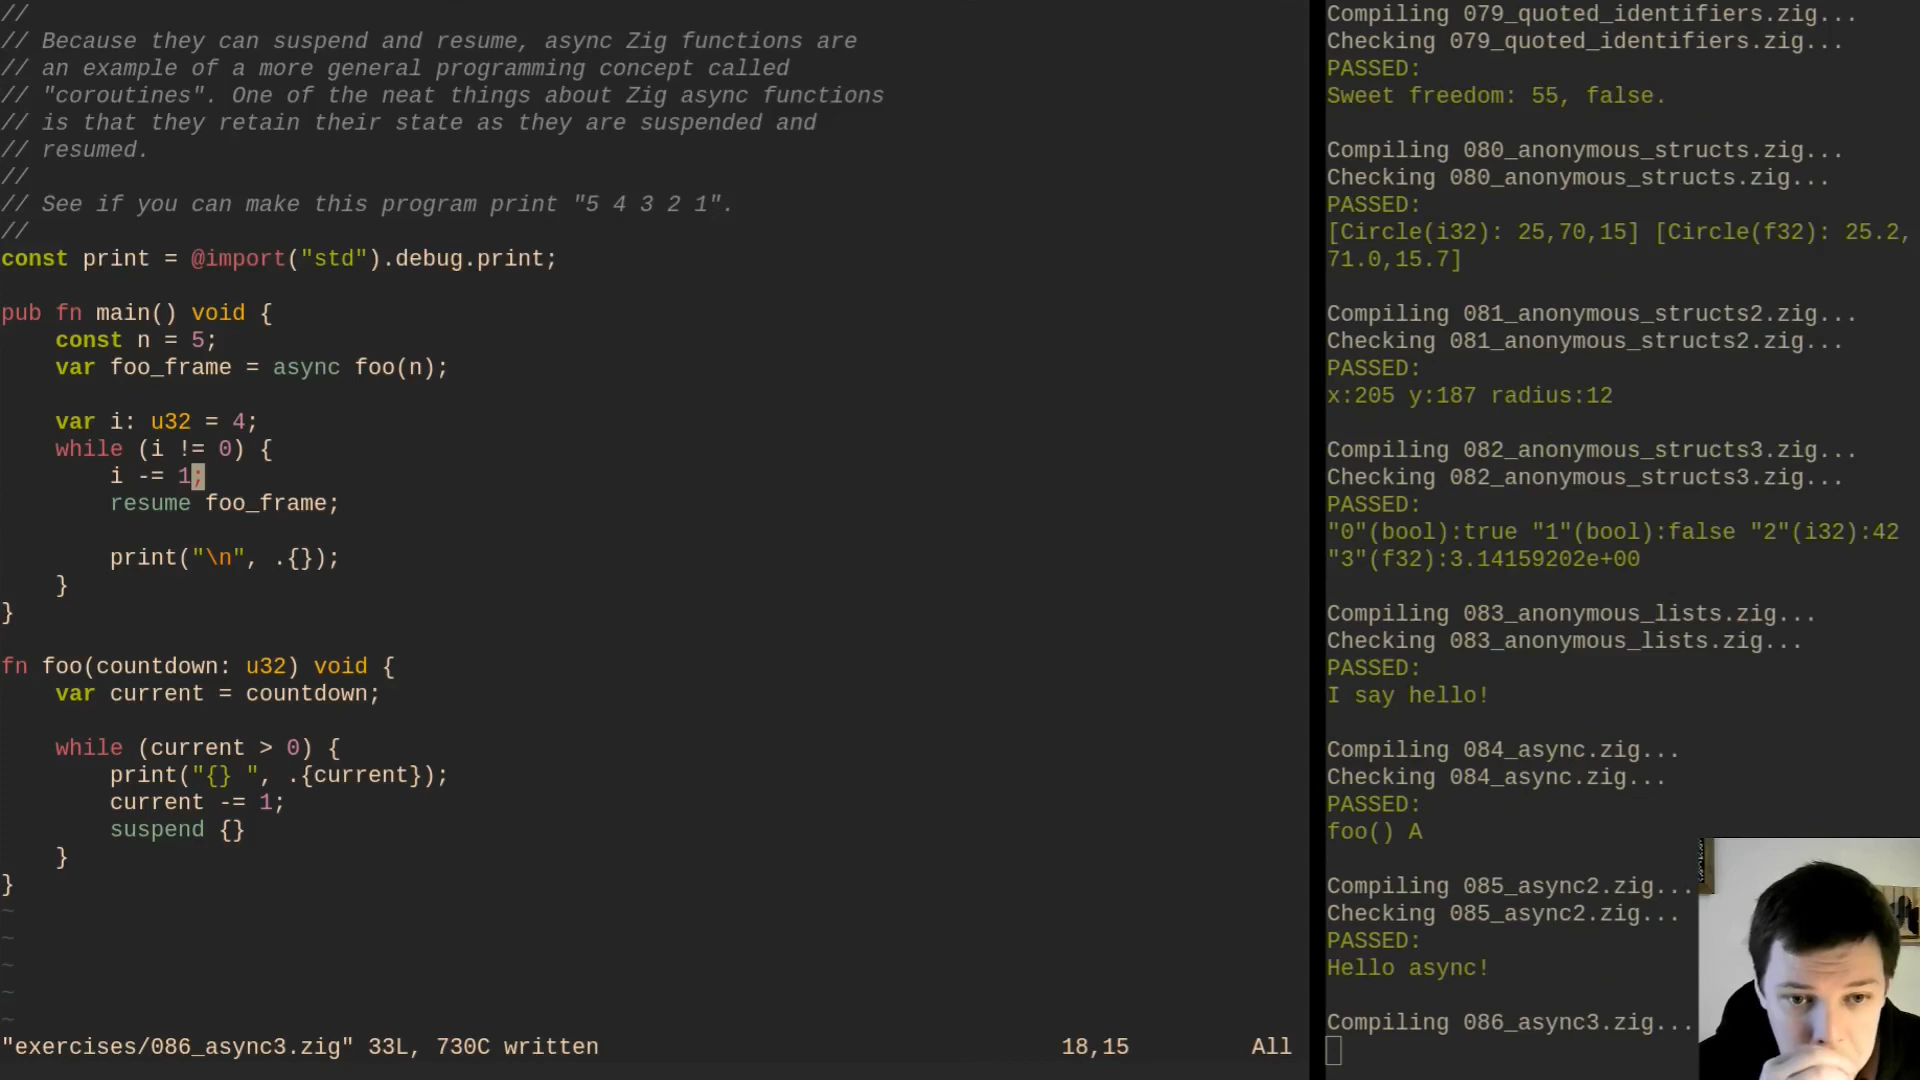 //
// Because they can suspend and resume, async Zig functions are
// an example of a more general programming concept called
// "coroutines". One of the neat things about Zig async functions
// is that they retain their state as they are suspended and
// resumed.
//
// See if you can make this program print "5 4 3 2 1".
//
const print = @import("std").debug.print;
pub fn main() void {
    const n = 5;
    var foo_frame = async foo(n);
    var i: u32 = 4;
    while (i != 0) {
        i -= 1;
        resume foo_frame;
        print("\n", .{});
    }
}
fn foo(countdown: u32) void {
    var current = countdown;
    while (current > 0) {
        print("{} ", .{current});
        current -= 1;
        suspend {}
    }
}
~
~
~
~
~
"exercises/086_async3.zig" 33L, 730C written 18,15 All
Compiling 079_quoted_identifiers.zig...
Checking 079_quoted_identifiers.zig...
PASSED:
Sweet freedom: 55, false.
Compiling 080_anonymous_structs.zig...
Checking 080_anonymous_structs.zig...
PASSED:
[Circle(i32): 25,70,15] [Circle(f32): 25.2,
71.0,15.7]
Compiling 081_anonymous_structs2.zig...
Checking 081_anonymous_structs2.zig...
PASSED:
x:205 y:187 radius:12
Compiling 082_anonymous_structs3.zig...
Checking 082_anonymous_structs3.zig...
PASSED:
"0"(bool):true "1"(bool):false "2"(i32):42
"3"(f32):3.14159202e+00
Compiling 083_anonymous_lists.zig...
Checking 083_anonymous_lists.zig...
PASSED:
I say hello!
Compiling 084_async.zig...
Checking 084_async.zig...
PASSED:
foo() A
Compiling 085_async2.zig...
Checking 085_async2.zig...
PASSED:
Hello async!
Compiling 086_async3.zig...